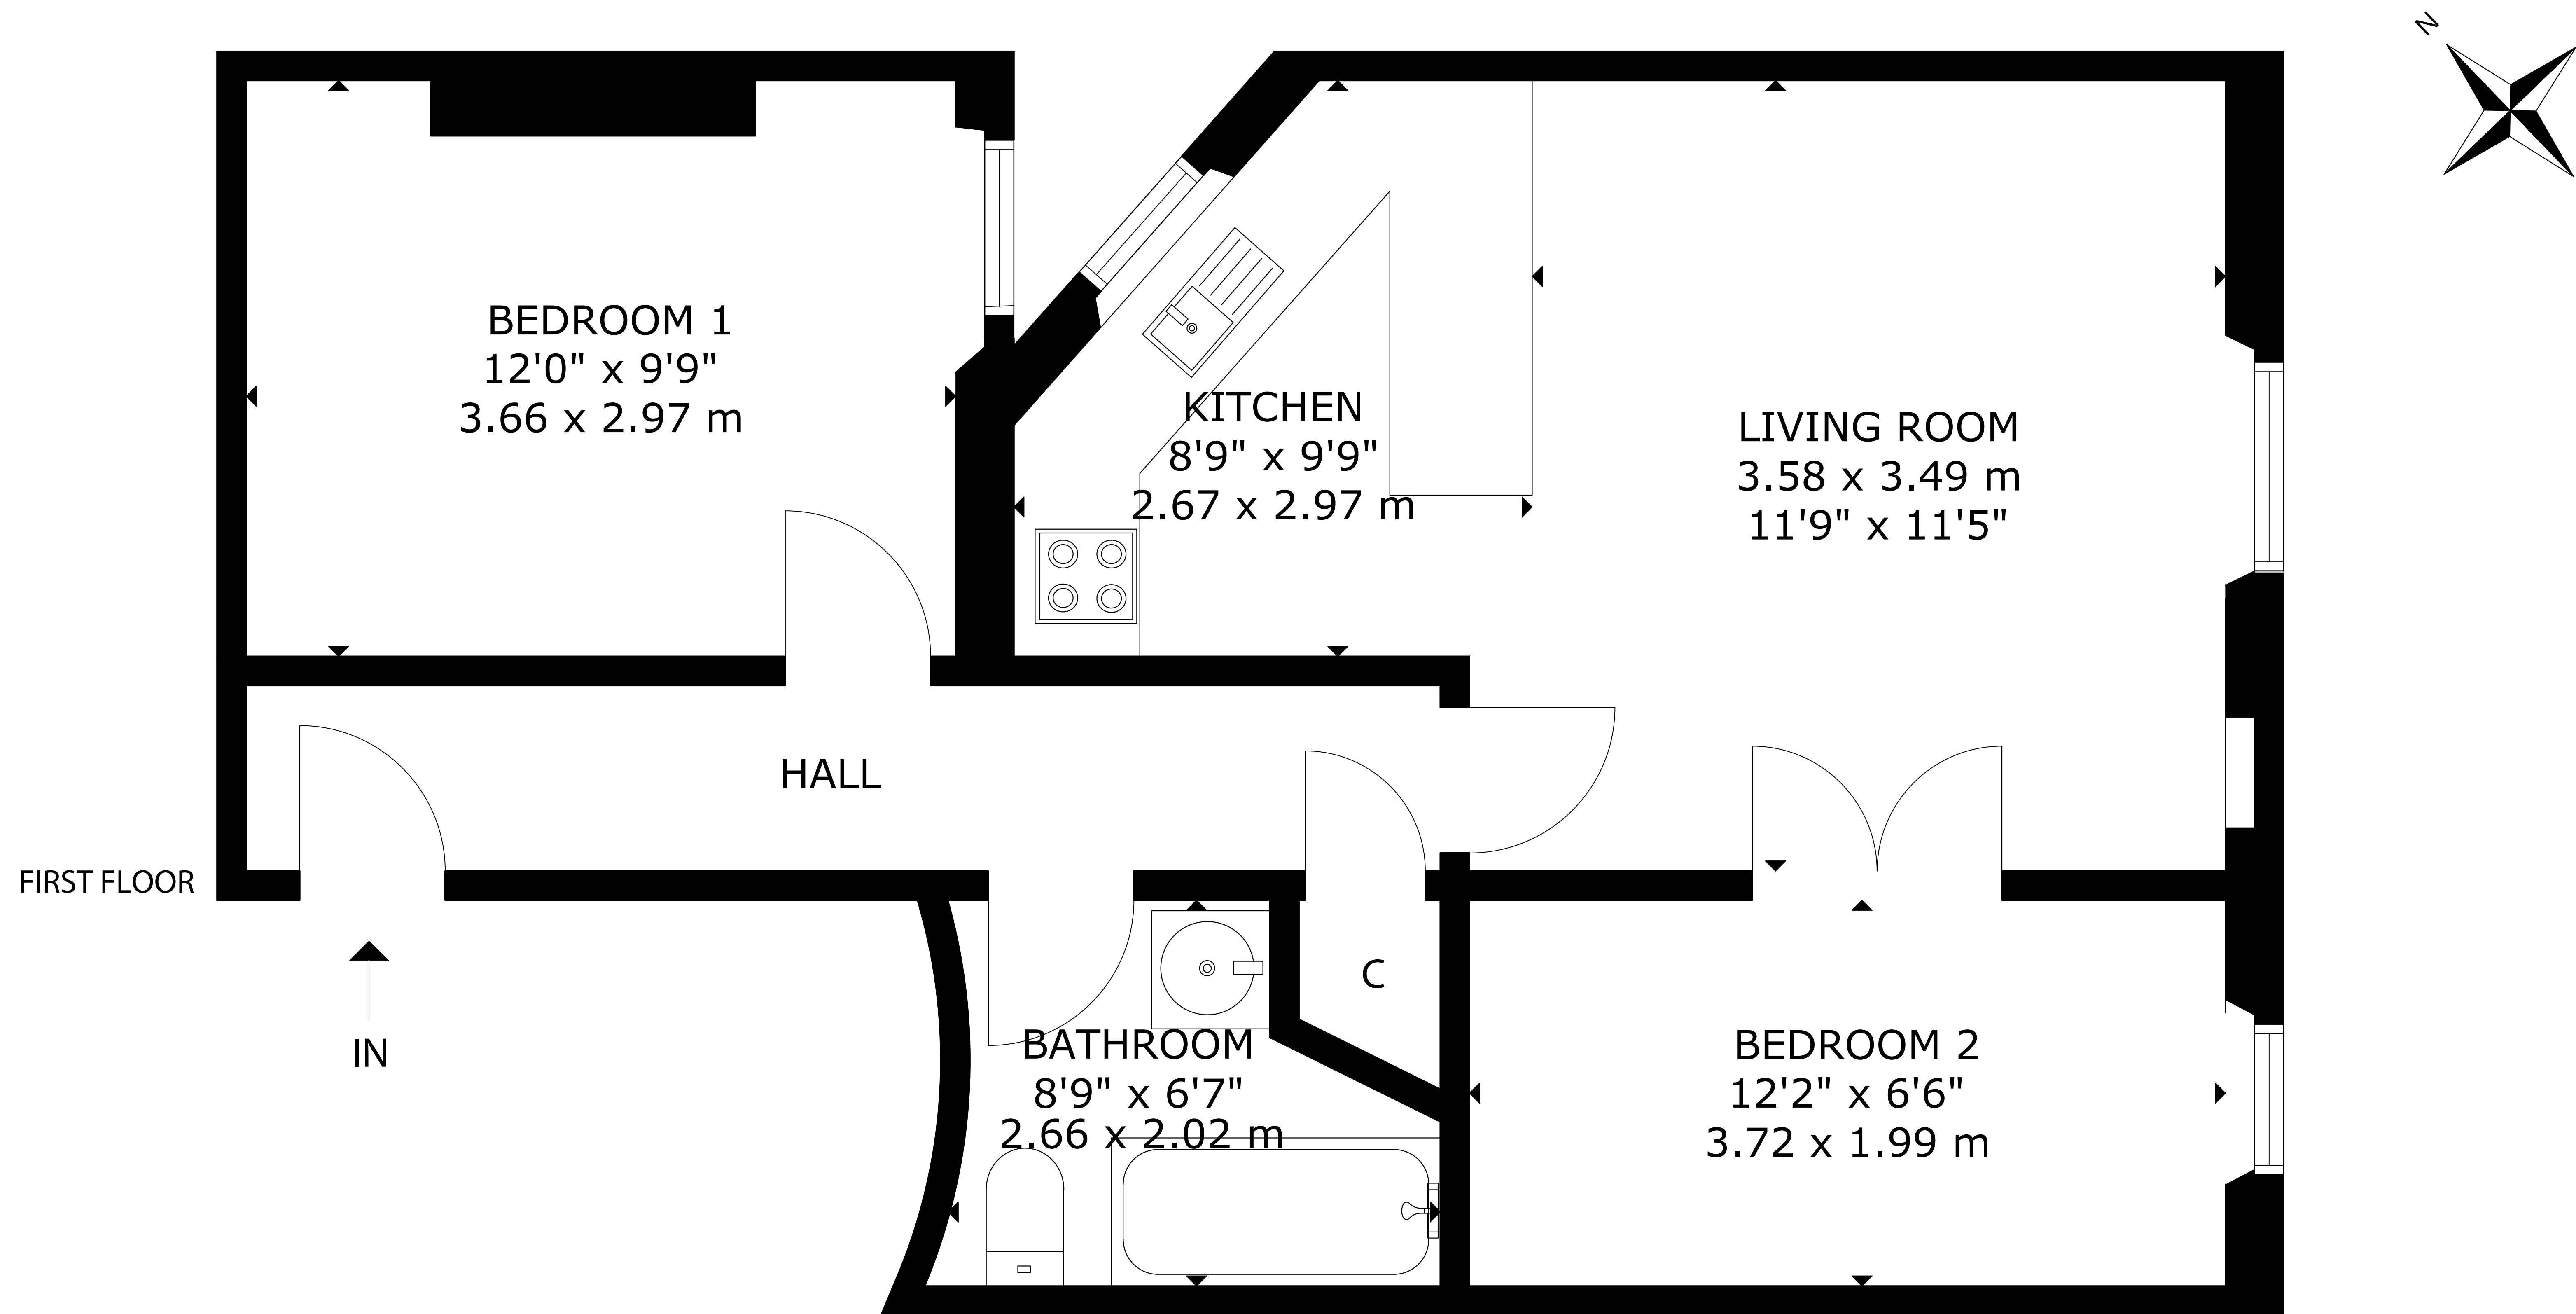 N
BEDROOM 1
12'0" x 9'9"
3.66 x 2.97 m
KITCHEN
8'9" x 9'9"
2.67 x 2.97 m
LIVING ROOM
3.58 x 3.49 m
11'9" x 11'5"
HALL
FIRST FLOOR
IN
C
BATHROOM
8'9" x 6'7"
2.66 x 2.02 m
BEDROOM 2
12'2" x 6'6"
3.72 x 1.99 m